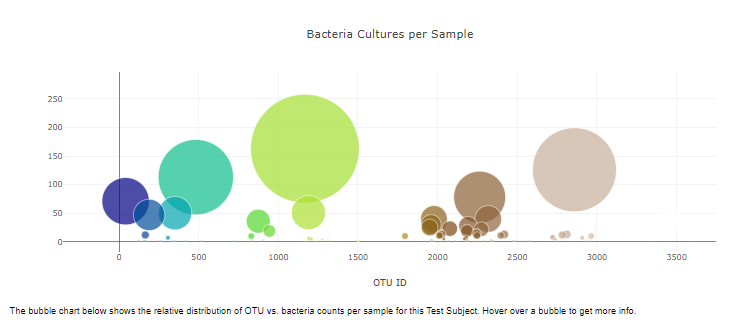 Bacteria Cultures per Sample
250
200
150
100
50
0
0 500 1000 1500 2000 2500 3000 3500
OTU ID
The bubble chart below shows the relative distribution of OTU vs. bacteria counts per sample for this Test Subject. Hover over a bubble to get more info.